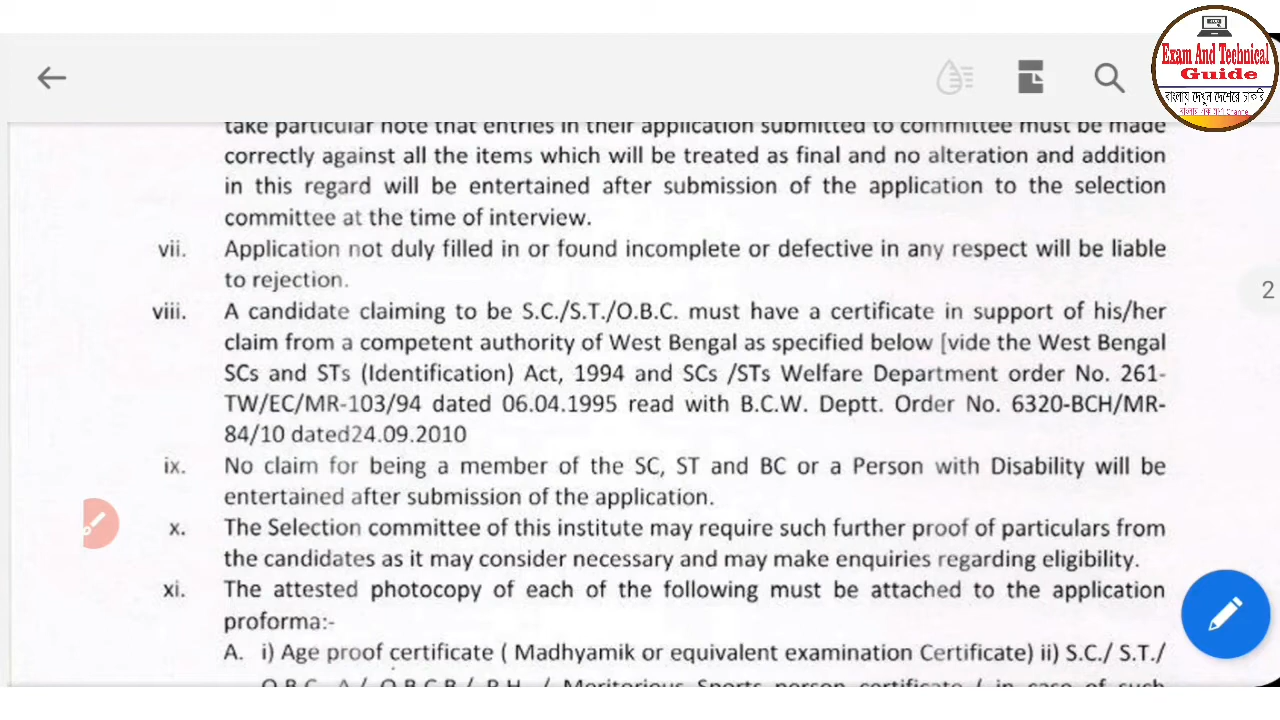 Exam And Technical
Guide
বাংলায় দেখুন দেশেরে চাকরি
take particular note that entries in their application submitted to committee must be made
correctly against all the items which will be treated as final and no alteration and addition
in this regard will be entertained after submission of the application to the selection
committee at the time of interview.
vii. Application not duly filled in or found incomplete or defective in any respect will be liable
to rejection.
viii. A candidate claiming to be S.C./S.T./O.B.C. must have a certificate in support of his/her
claim from a competent authority of West Bengal as specified below [vide the West Bengal
SCs and STs (Identification) Act, 1994 and SCs /STs Welfare Department order No. 261-
TW/EC/MR-103/94 dated 06.04.1995 read with B.C.W. Deptt. Order No. 6320-BCH/MR-
84/10 dated24.09.2010
2
ix. No claim for being a member of the SC, ST and BC or a Person with Disability will be
entertained after submission of the application.
x. The Selection committee of this institute may require such further proof of particulars from
the candidates as it may consider necessary and may make enquiries regarding eligibility.
xi. The attested photocopy of each of the following must be attached to the application
proforma:-
A. i) Age proof certificate ( Madhyamik or equivalent examination Certificate) ii) S.C./ S.T./
O.B.C. A/ O.B.C.B/ P.H. / Meritorious Sports person certificate ( in case of such